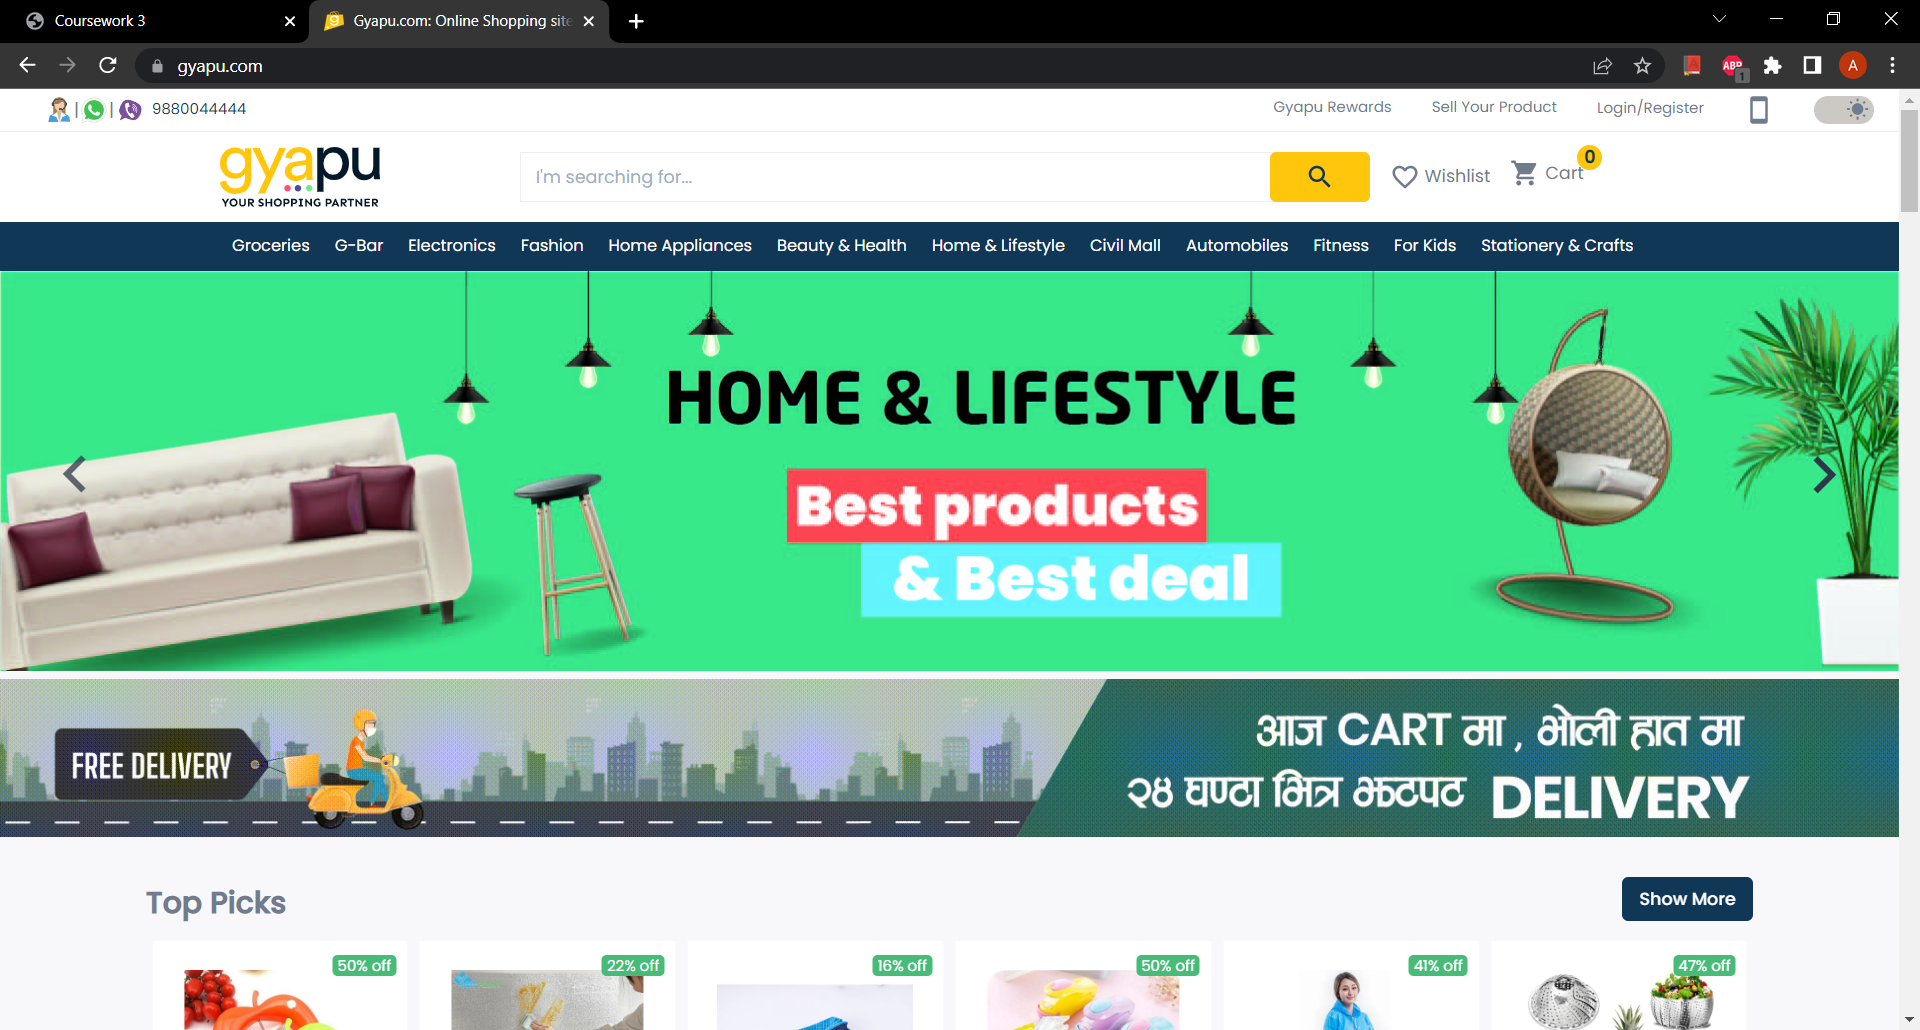 Coursework 3
Gyapu.com: Online Shopping site
gyapu.com
ABP
1
A
| | 9880044444
Gyapu Rewards
Sell Your Product
Login/Register
gyapu
YOUR SHOPPING PARTNER
I'm searching for...
Wishlist
Cart
0
Groceries
G-Bar
Electronics
Fashion
Home Appliances
Beauty & Health
Home & Lifestyle
Civil Mall
Automobiles
Fitness
For Kids
Stationery & Crafts
HOME & LIFESTYLE
Best products
& Best deal
FREE DELIVERY
आज CART मा , भोली हात मा
२४ घण्टा भित्र झटपट DELIVERY
Top Picks
Show More
50% off
22% off
16% off
50% off
41% off
47% off